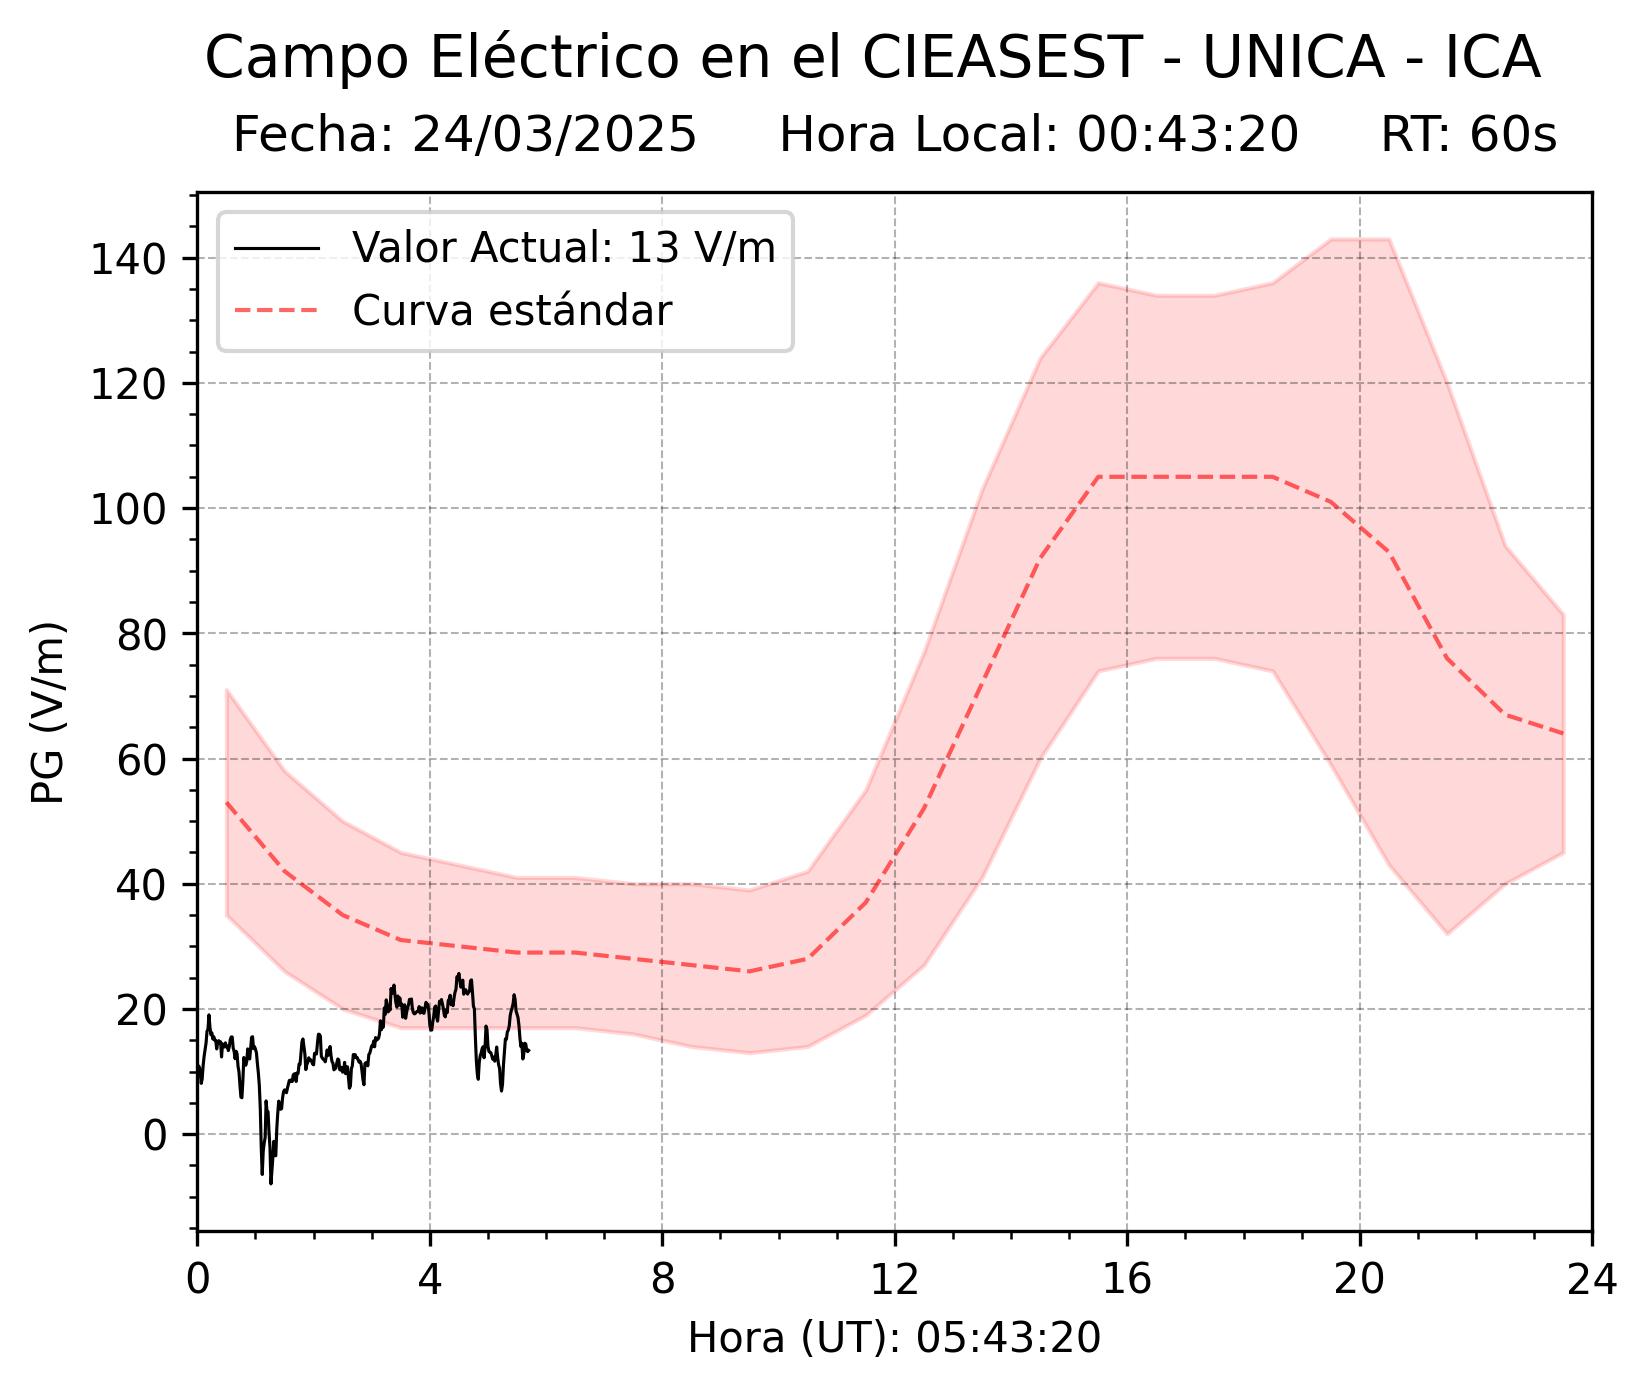 Campo Eléctrico en el CIEASEST - UNICA - ICA
Fecha: 24/03/2025 Hora Local: 00:43:20 RT: 60s
Valor Actual: 13 V/m
Curva estándar
140
120
100
80
60
40
20
0
PG (V/m)
0 4 8 12 16 20 24
Hora (UT): 05:43:20